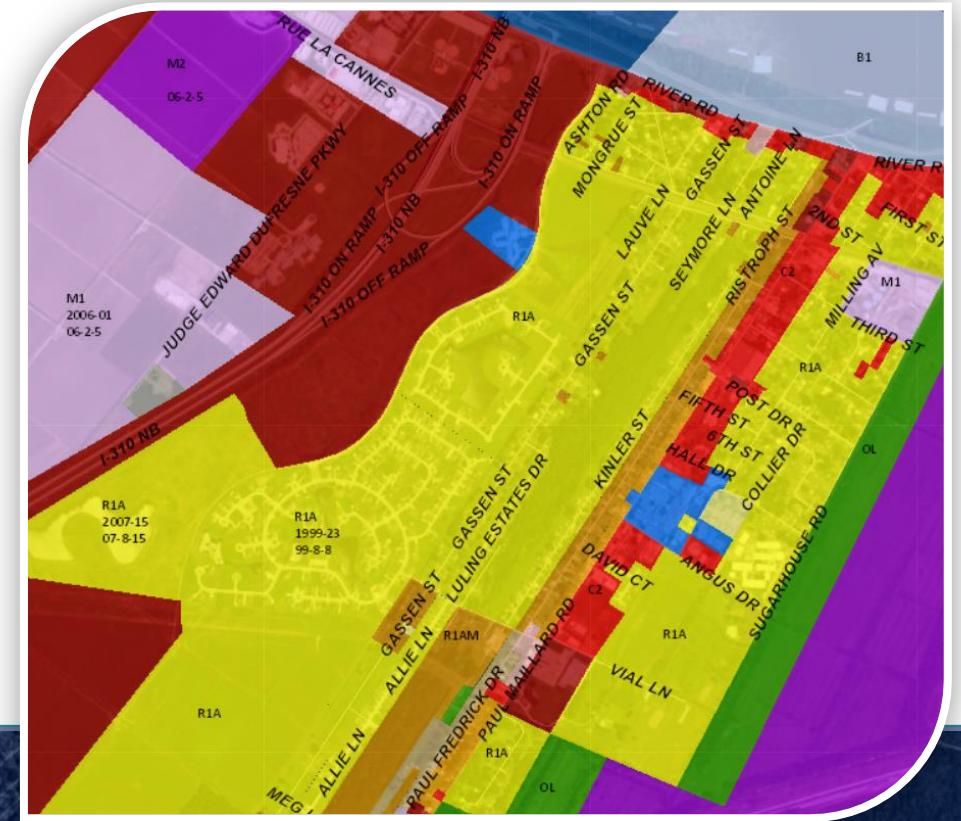 RUE LA CANNES
I-310 NB
M2
06-2-5
B1
I-310 ON RAMP
I-310 OFF RAMP
ASHTON RD
RIVER RD
MONGRUE ST
GASSEN ST
ANTOINE LN
RIVER R
JUDGE EDWARD DUFRESNE PKWY
I-310 ON RAMP
I-310 NB
I-310 OFF RAMP
LAUVE LN
SEYMORE LN
RISTROPH ST
2ND ST
FIRST ST
C2
MILLING AV
M1
THIRD ST
M1
2006-01
06-2-5
R1A
GASSEN ST
R1A
POST DR
FIFTH ST
6TH ST
HALL DR
COLLIER DR
OL
KINLER ST
I-310 NB
R1A
2007-15
07-8-15
R1A
1999-23
99-8-8
GASSEN ST
LULING ESTATES DR
DAVID CT
ANGUS DR
SUGARHOUSE RD
C2
GASSEN ST
ALLIE LN
R1AM
R1A
PAUL MAILLARD RD
VIAL LN
R1A
PAUL FREDRICK DR
R1A
ALLIE LN
OL
MEG L